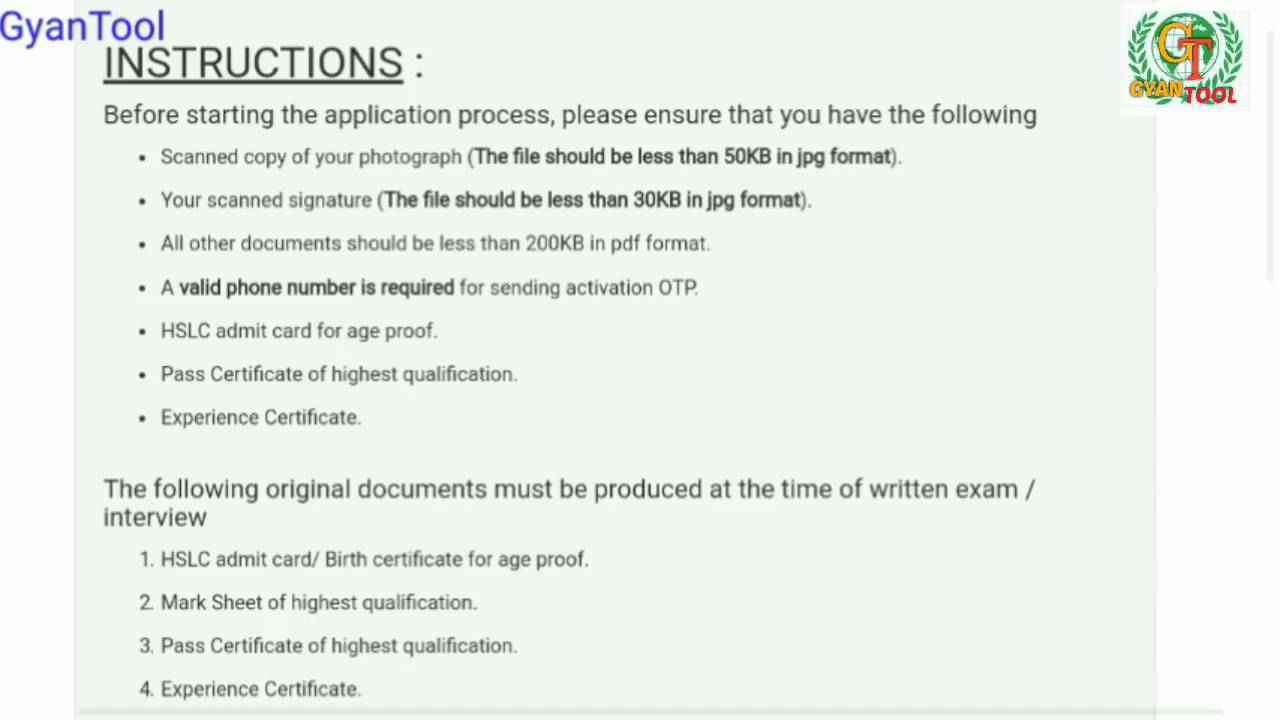 GyanTool
GYAN TOOL
INSTRUCTIONS :
Before starting the application process, please ensure that you have the following
• Scanned copy of your photograph (The file should be less than 50KB in jpg format).
• Your scanned signature (The file should be less than 30KB in jpg format).
• All other documents should be less than 200KB in pdf format.
• A valid phone number is required for sending activation OTP.
• HSLC admit card for age proof.
• Pass Certificate of highest qualification.
• Experience Certificate.
The following original documents must be produced at the time of written exam /
interview
1. HSLC admit card/ Birth certificate for age proof.
2. Mark Sheet of highest qualification.
3. Pass Certificate of highest qualification.
4. Experience Certificate.